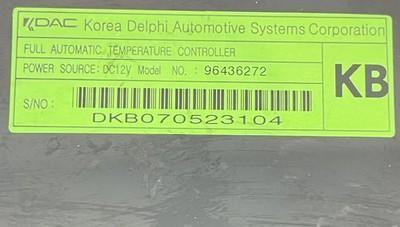 KDAC Korea Delphi Automotive Systems Corporation
FULL AUTOMATIC TEMPERATURE CONTROLLER
POWER SOURCE: DC12V Model NO. : 96436272
KB
S/NO:
DKB070523104